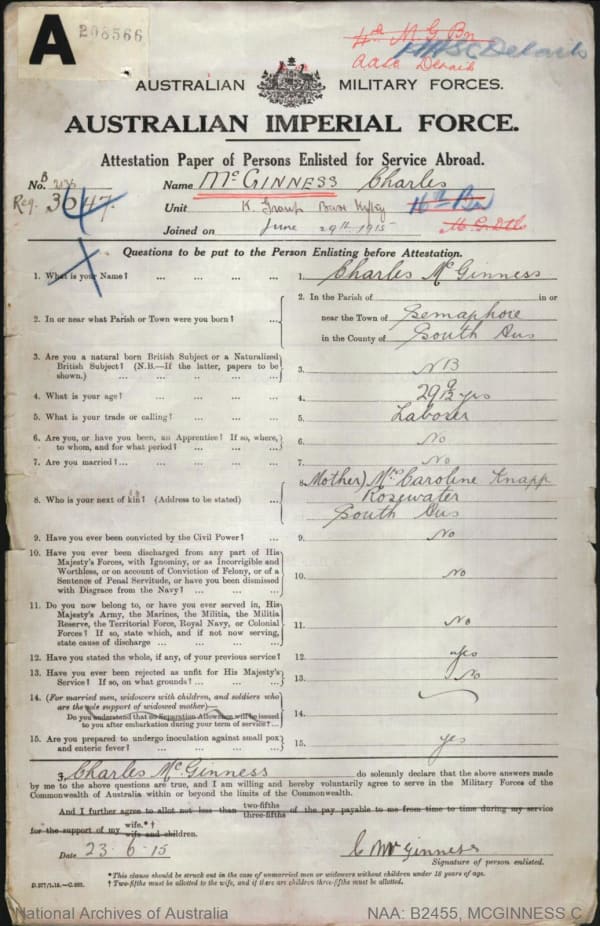 A 208566
4th M G Bn
AASC Details
AUSTRALIAN MILITARY FORCES.
AUSTRALIAN IMPERIAL FORCE.
Attestation Paper of Persons Enlisted for Service Abroad.
No. Name McGINNESS Charles
Reg. 3647 Unit K. Group Base
Joined on June 29th 1915
Questions to be put to the Person Enlisting before Attestation.
1. What is your Name? ... ... ... ... 1. Charles McGinness
2. In or near what Parish or Town were you born? ... 2. In the Parish of in or
near the Town of Semaphore
in the County of South Aus
3. Are you a natural born British Subject or a Naturalized
British Subject? (N.B.—If the latter, papers to be
shown.) ... ... ... ... 3. NB
4. What is your age? ... ... ... ... 4. 29 9/12 yrs
5. What is your trade or calling? ... ... ... 5. Laborer
6. Are you, or have you been, an Apprentice? If so, where,
to whom, and for what period? ... ... ... 6. No
7. Are you married?... ... ... ... ... 7. No
8. Who is your next of kin? (Address to be stated) ... 8. Mother) Mrs Caroline Knapp
Rosewater
South Aus
9. Have you ever been convicted by the Civil Power? ... 9. No
10. Have you ever been discharged from any part of His
Majesty's Forces, with Ignominy, or as Incorrigible and
Worthless, or on account of Conviction of Felony, or of a
Sentence of Penal Servitude, or have you been dismissed
with Disgrace from the Navy? ... ... ... 10. No
11. Do you now belong to, or have you ever served in, His
Majesty's Army, the Marines, the Militia, the Militia
Reserve, the Territorial Force, Royal Navy, or Colonial
Forces? If so, state which, and if not now serving,
state cause of discharge ... ... ... ... 11. No
12. Have you stated the whole, if any, of your previous service? 12. yes
13. Have you ever been rejected as unfit for His Majesty's
Service? If so, on what grounds? ... ... ... 13. No
14. (For married men, widowers with children, and soldiers who
are the sole support of widowed mother)—
Do you understand that no Separation Allowance will be issued
to you after embarkation during your term of service?... 14.
15. Are you prepared to undergo inoculation against small pox
and enteric fever? ... ... ... ... 15. yes
I, Charles McGinness do solemnly declare that the above answers made
by me to the above questions are true, and I am willing and hereby voluntarily agree to serve in the Military Forces of the
Commonwealth of Australia within or beyond the limits of the Commonwealth.
And I further agree to allot not less than two-fifths three-fifths of the pay payable to me from time to time during my service
for the support of my wife.*† wife and children.
Date 23.6.15 C McGinness
Signature of person enlisted.
*This clause should be struck out in the case of unmarried men or widowers without children under 18 years of age.
† Two-fifths must be allotted to the wife, and if there are children three-fifths must be allotted.
National Archives of Australia NAA: B2455, MCGINNESS C